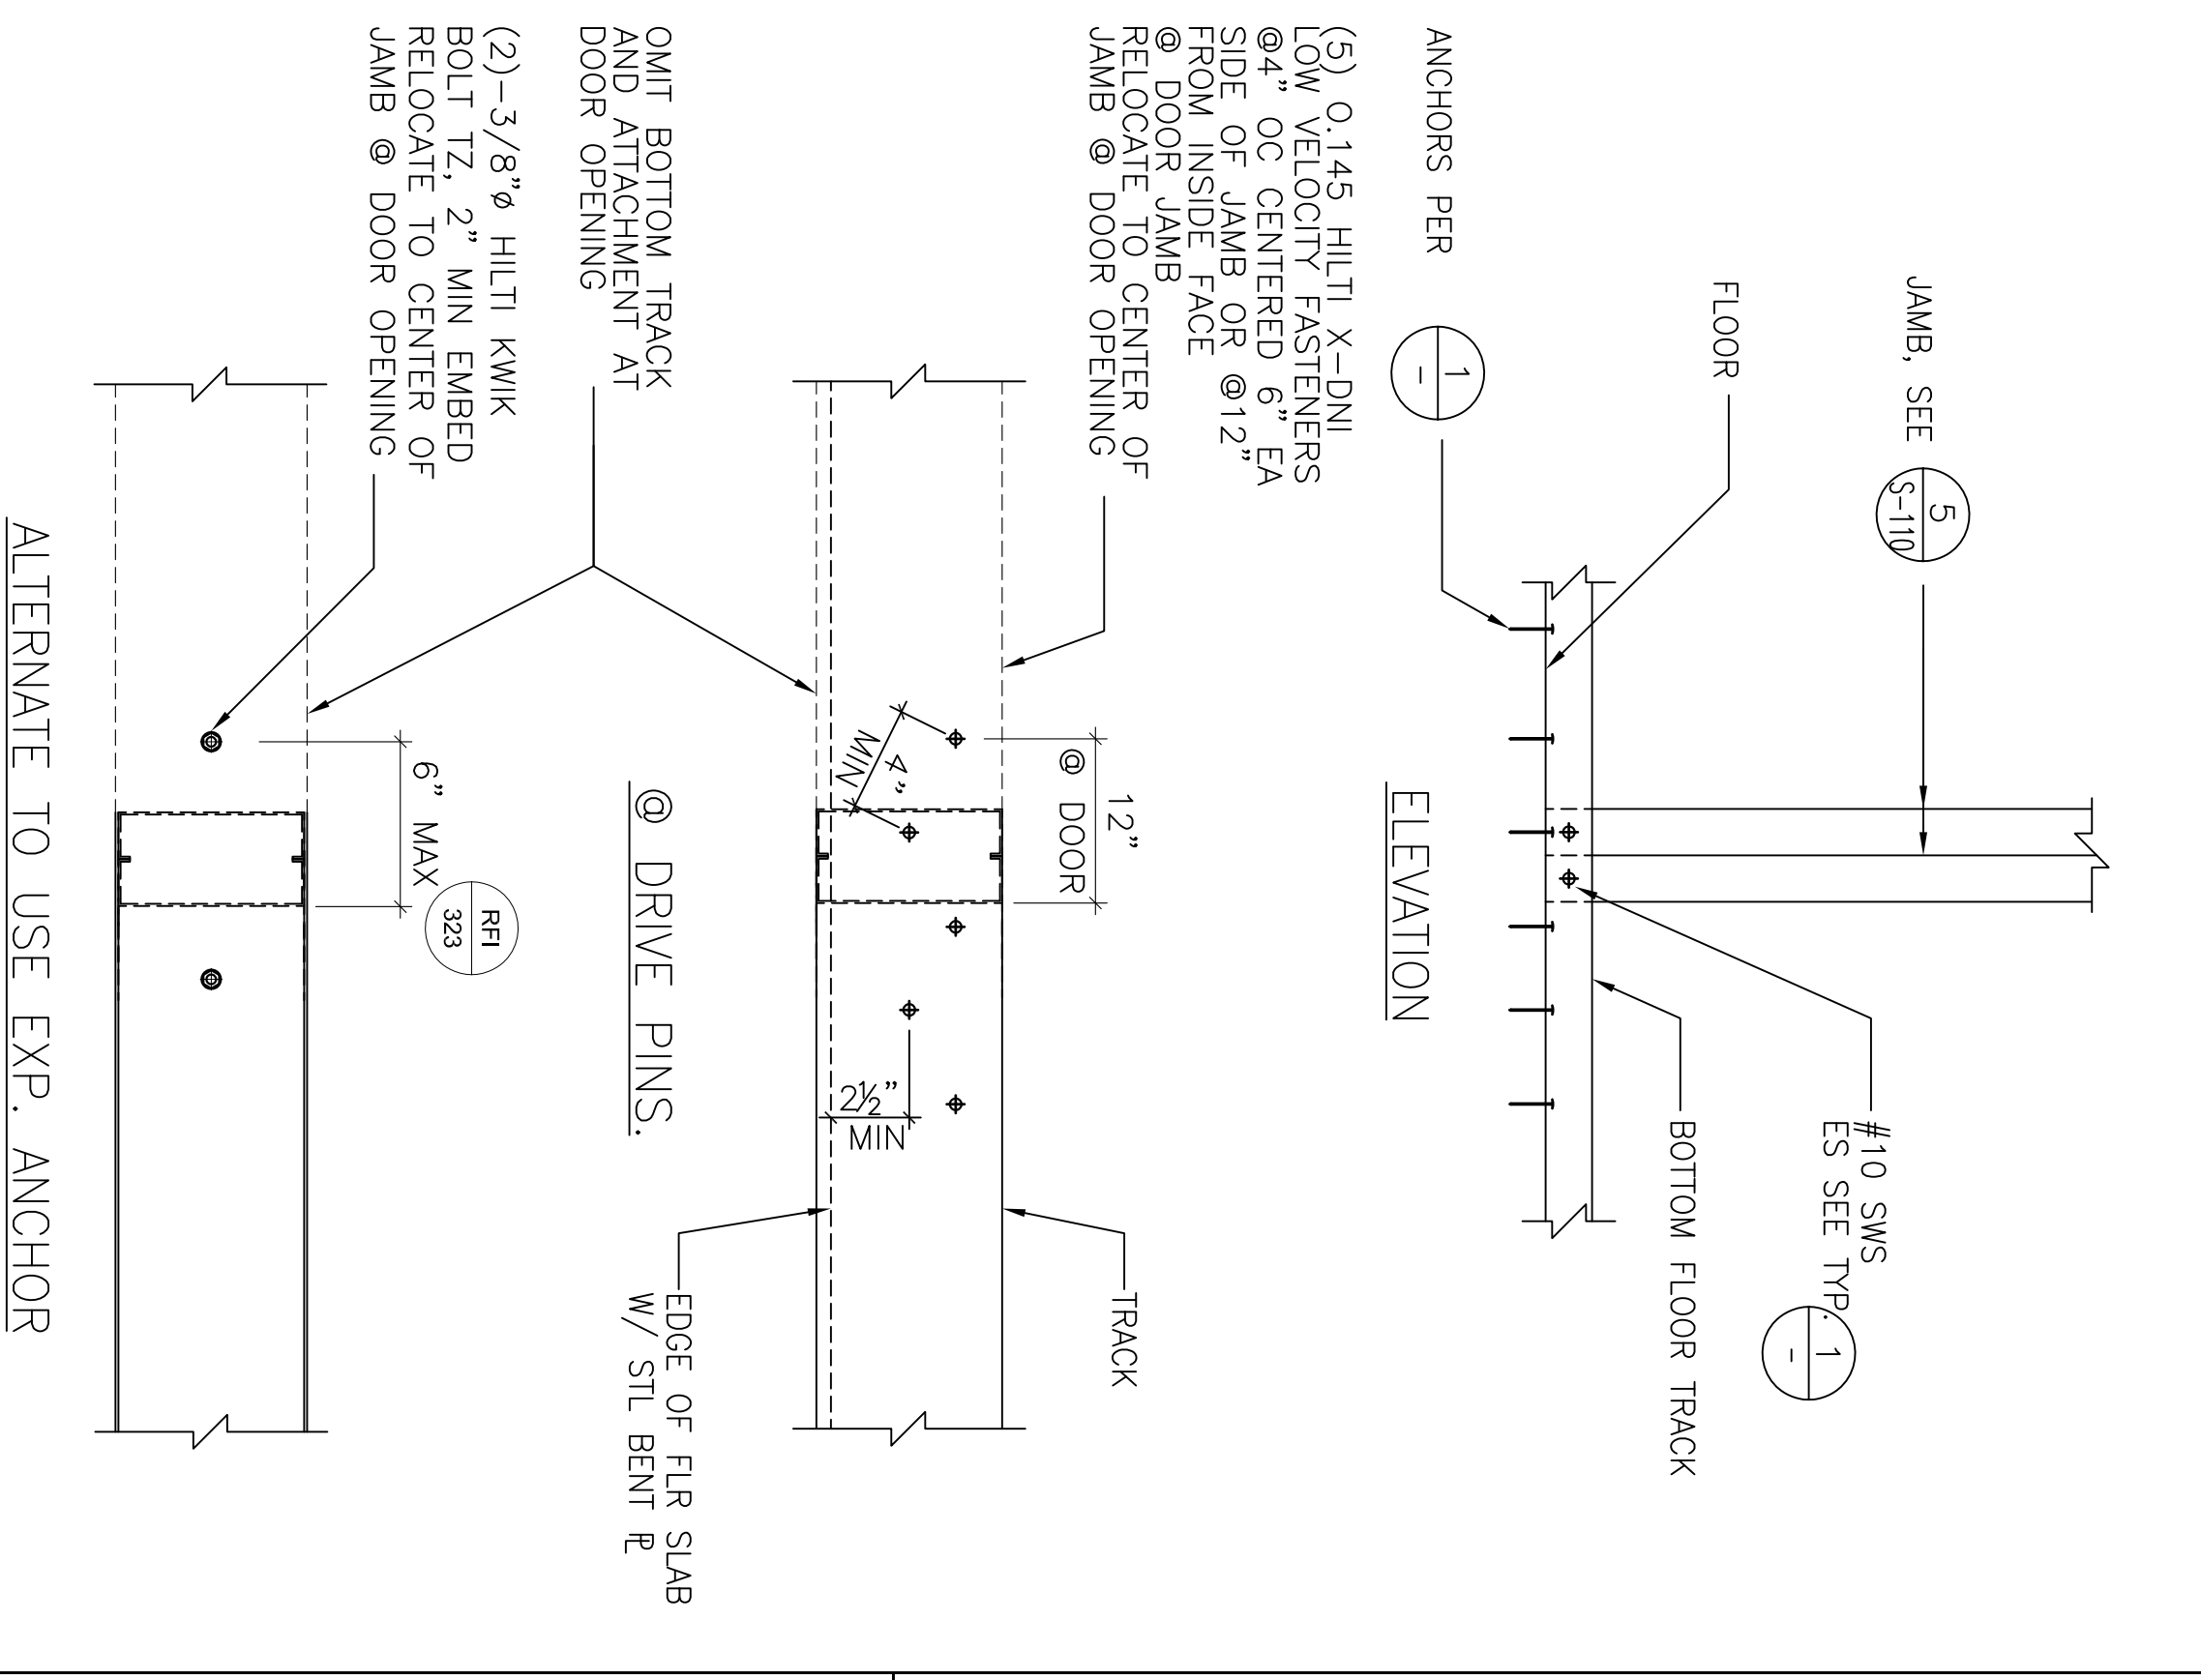 JAMB, SEE
5
S-110
FLOOR
#10 SWS
ES SEE TYP.
1
-
BOTTOM FLOOR TRACK
ANCHORS PER
1
-
ELEVATION
(5) 0.145 HILTI X-DNI
LOW VELOCITY FASTENERS
@4" OC CENTERED 6" EA
SIDE OF JAMB OR @12"
FROM INSIDE FACE
@ DOOR JAMB
RELOCATE TO CENTER OF
JAMB @ DOOR OPENING
12"
@ DOOR
TRACK
4"
MIN
2½"
MIN
EDGE OF FLR SLAB
W/ STL BENT PL
@ DRIVE PINS.
OMIT BOTTOM TRACK
AND ATTACHMENT AT
DOOR OPENING
(2)-3/8"ø HILTI KWIK
BOLT TZ, 2" MIN EMBED
RELOCATE TO CENTER OF
JAMB @ DOOR OPENING
6" MAX
RFI
323
ALTERNATE TO USE EXP. ANCHOR